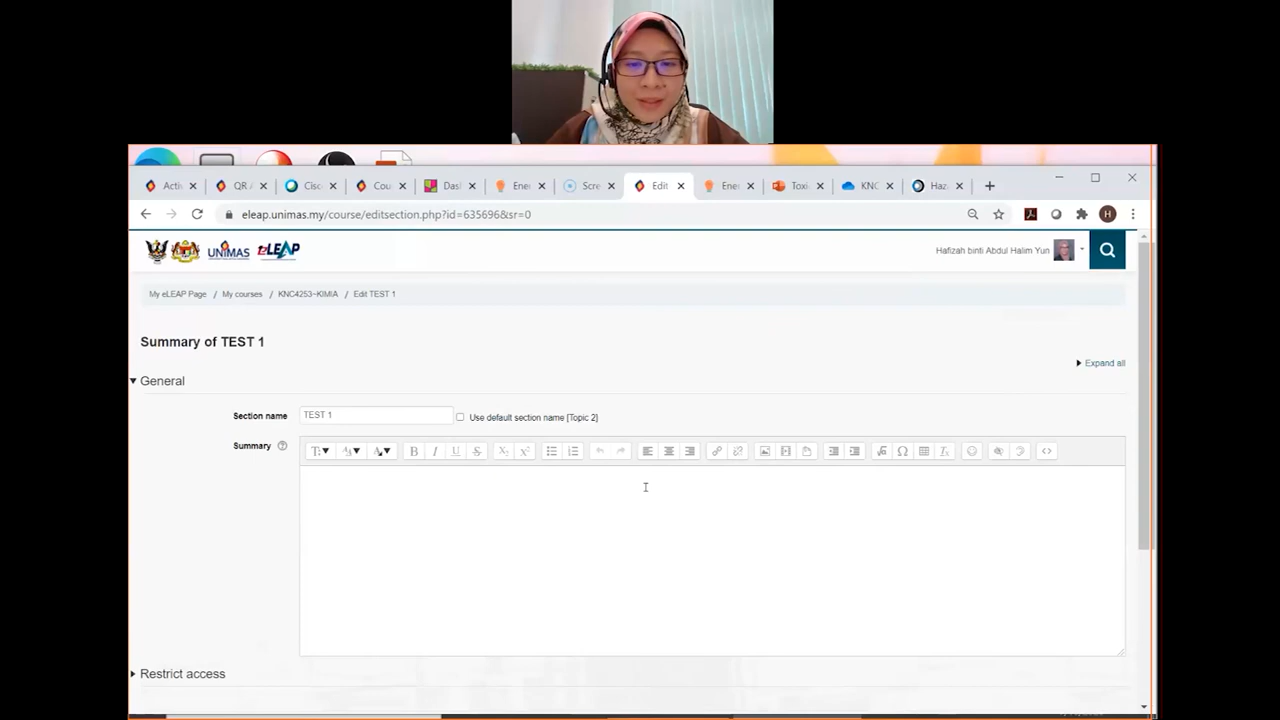 Activ
QR A
Cisc
Cou
Dash
Ener
Scre
Edit
Ener
Toxi
KNC
Haz
eleap.unimas.my/course/editsection.php?id=635696&sr=0
H
UNIMAS eLEAP
Hafizah binti Abdul Halim Yun
My eLEAP Page / My courses / KNC4253~KIMIA / Edit TEST 1
Summary of TEST 1
Expand all
General
Section name
TEST 1
Use default section name [Topic 2]
Summary
Restrict access